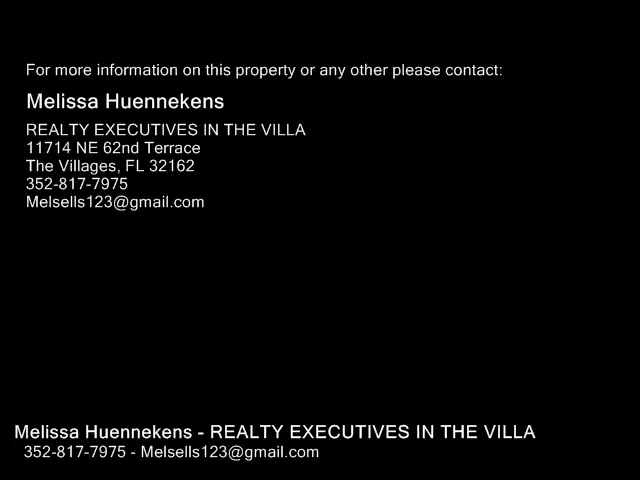 For more information on this property or any other please contact:
Melissa Huennekens
REALTY EXECUTIVES IN THE VILLA
11714 NE 62nd Terrace
The Villages, FL 32162
352-817-7975
Melsells123@gmail.com
Melissa Huennekens - REALTY EXECUTIVES IN THE VILLA
352-817-7975 - Melsells123@gmail.com